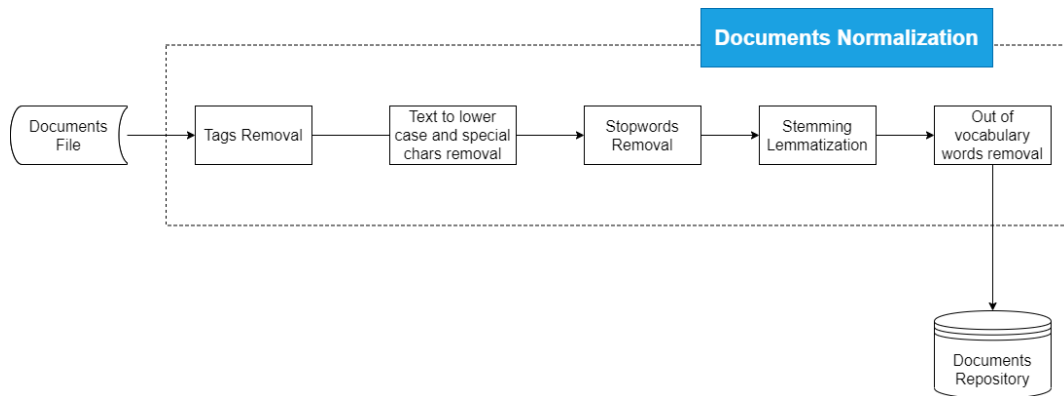 Documents Normalization
Documents
File
Tags Removal
Text to lower
case and special
chars removal
Stopwords
Removal
Stemming
Lemmatization
Out of
vocabulary
words removal
Documents
Repository